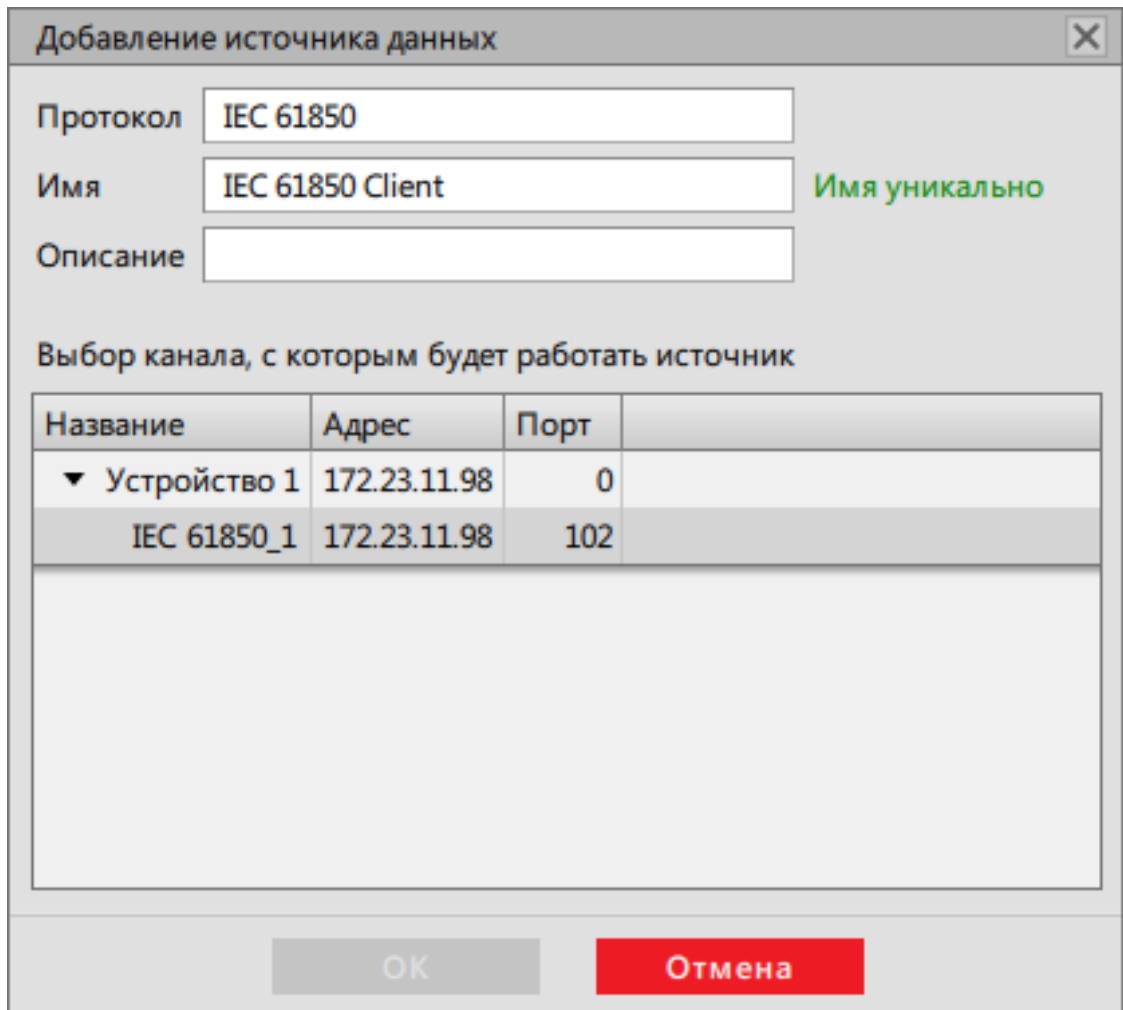 Добавление источника данных
Протокол IEC 61850
Имя IEC 61850 Client Имя уникально
Описание
Выбор канала, с которым будет работать источник
Название Адрес Порт
Устройство 1 172.23.11.98 0
IEC 61850_1 172.23.11.98 102
OK Отмена